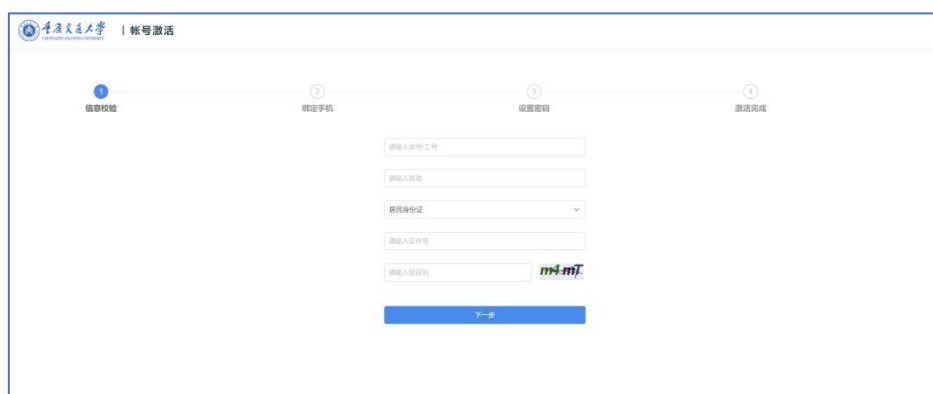 重庆交通大学 | 帐号激活
CHONGQING JIAOTONG UNIVERSITY
1 2 3 4
信息校验 绑定手机 设置密码 激活完成
请输入学号/工号
请输入姓名
居民身份证
请输入证件号
请输入验证码 m4mT
下一步